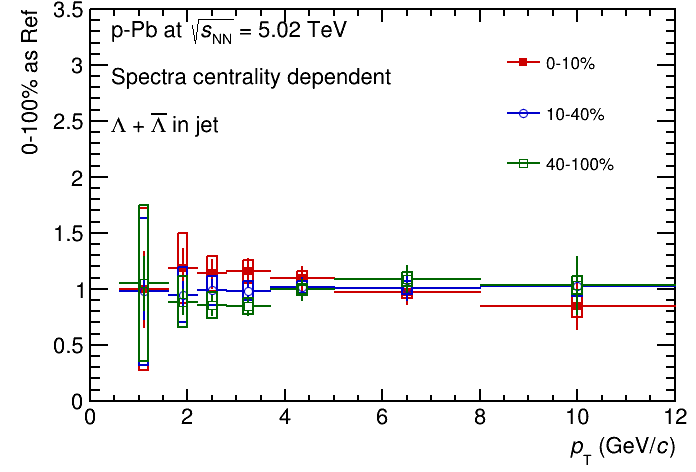 0-100% as Ref
3.5
3
2.5
2
1.5
1
0.5
0
p-Pb at √s_NN = 5.02 TeV
Spectra centrality dependent
Λ + Λ̅ in jet
0-10%
10-40%
40-100%
0 2 4 6 8 10 12
p_T (GeV/c)